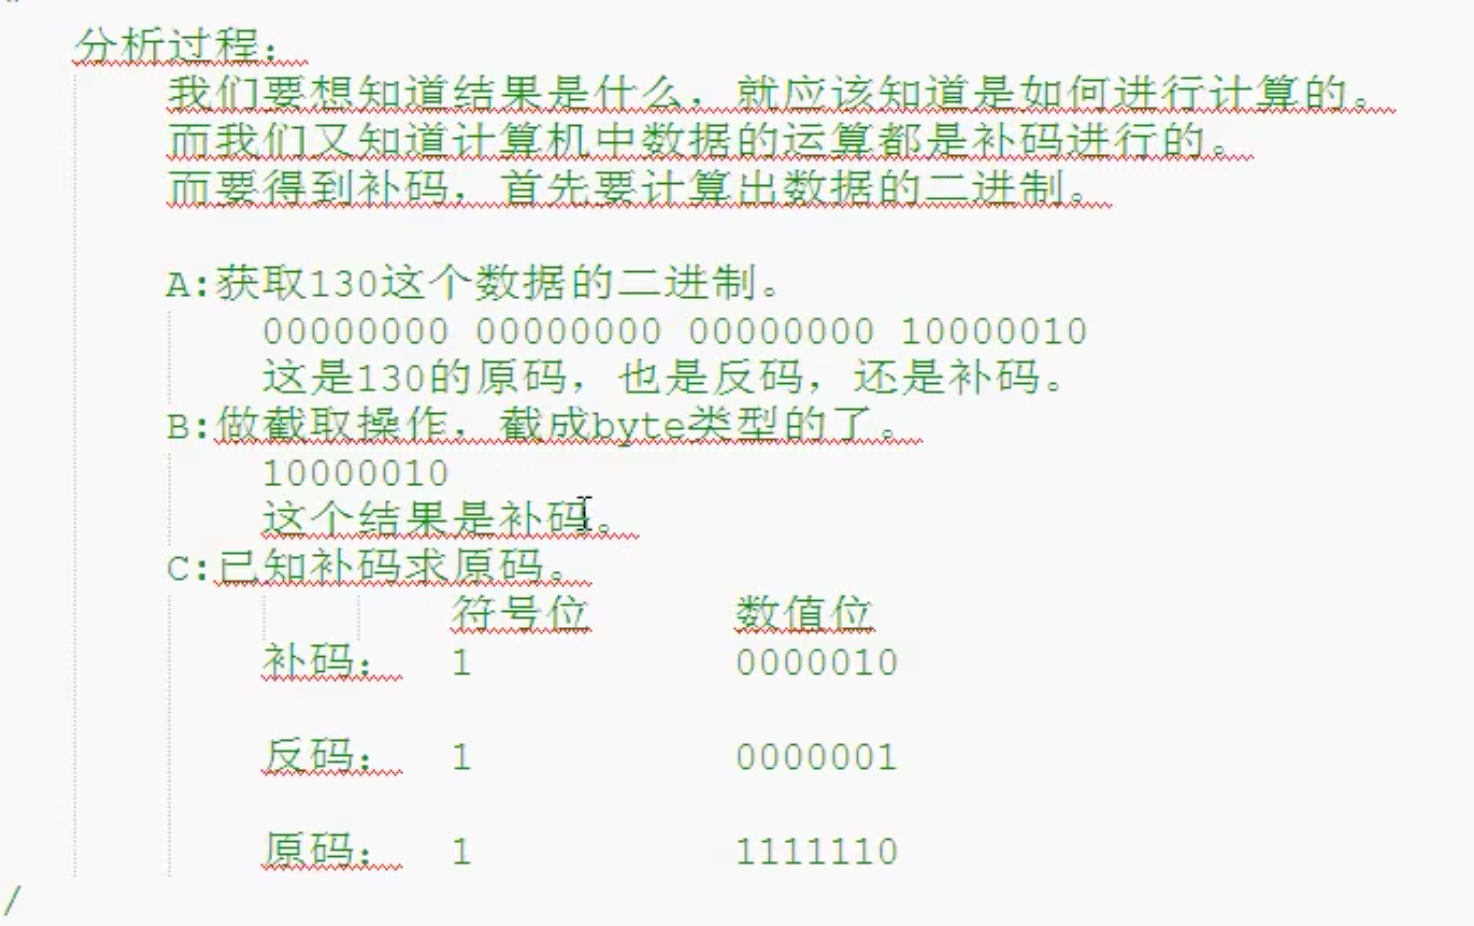 分析过程：
我们要想知道结果是什么，就应该知道是如何进行计算的。
而我们又知道计算机中数据的运算都是补码进行的。
而要得到补码，首先要计算出数据的二进制。
A:获取130这个数据的二进制。
00000000 00000000 00000000 10000010
这是130的原码，也是反码，还是补码。
B:做截取操作，截成byte类型的了。
10000010
这个结果是补码。
C:已知补码求原码。
符号位 数值位
补码： 1 0000010
反码： 1 0000001
原码： 1 1111110
/